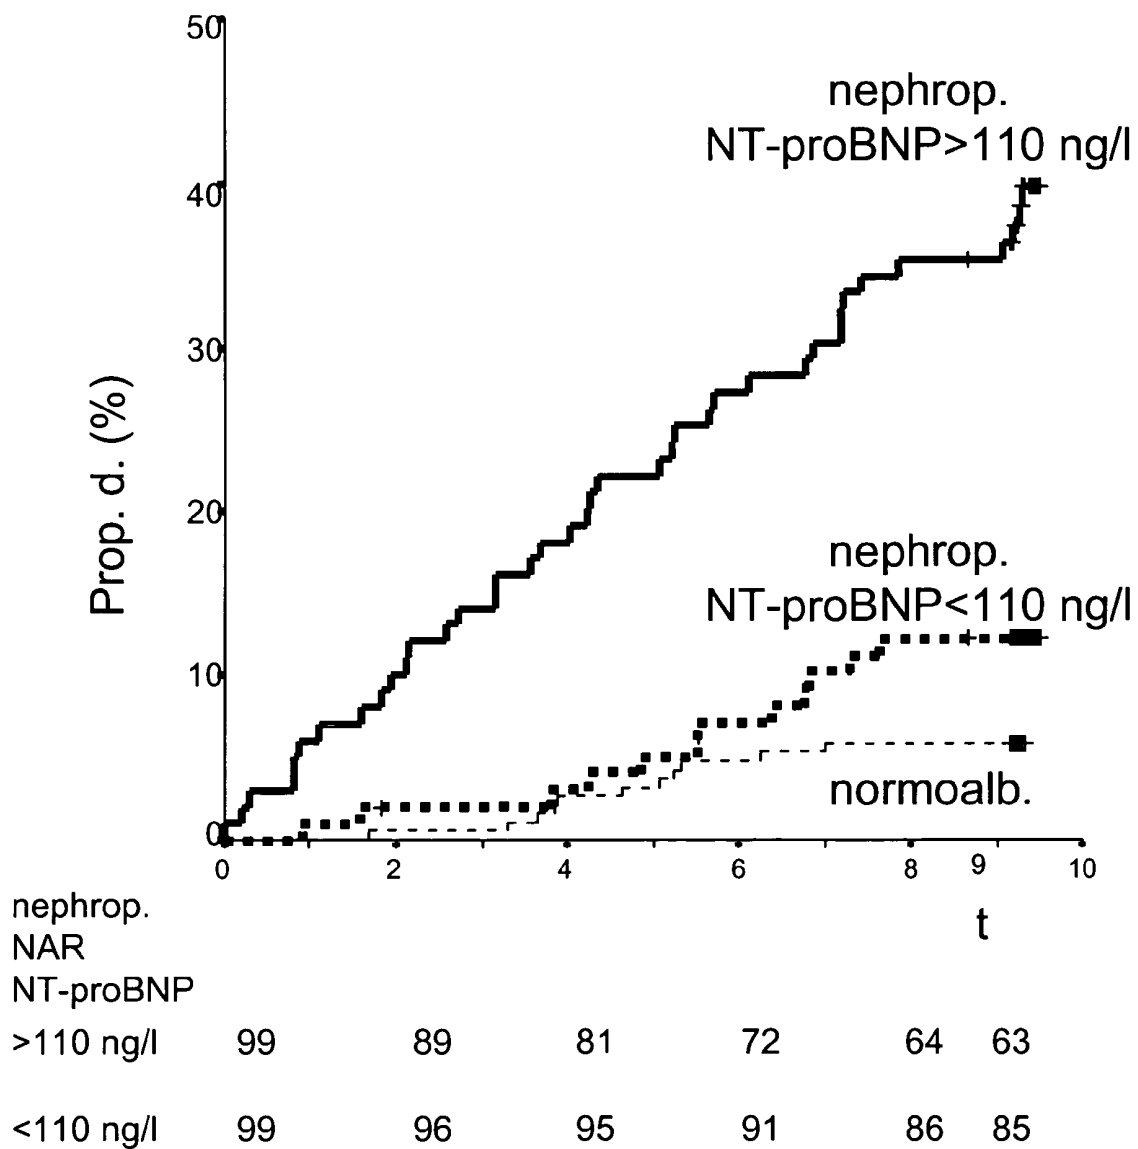 50
nephrop.
NT-proBNP>110 ng/l
40
30
Prop. d. (%)
20
nephrop.
NT-proBNP<110 ng/l
10
normoalb.
0
0 2 4 6 8 9 10
t
nephrop.
NAR
NT-proBNP
>110 ng/l 99 89 81 72 64 63
<110 ng/l 99 96 95 91 86 85